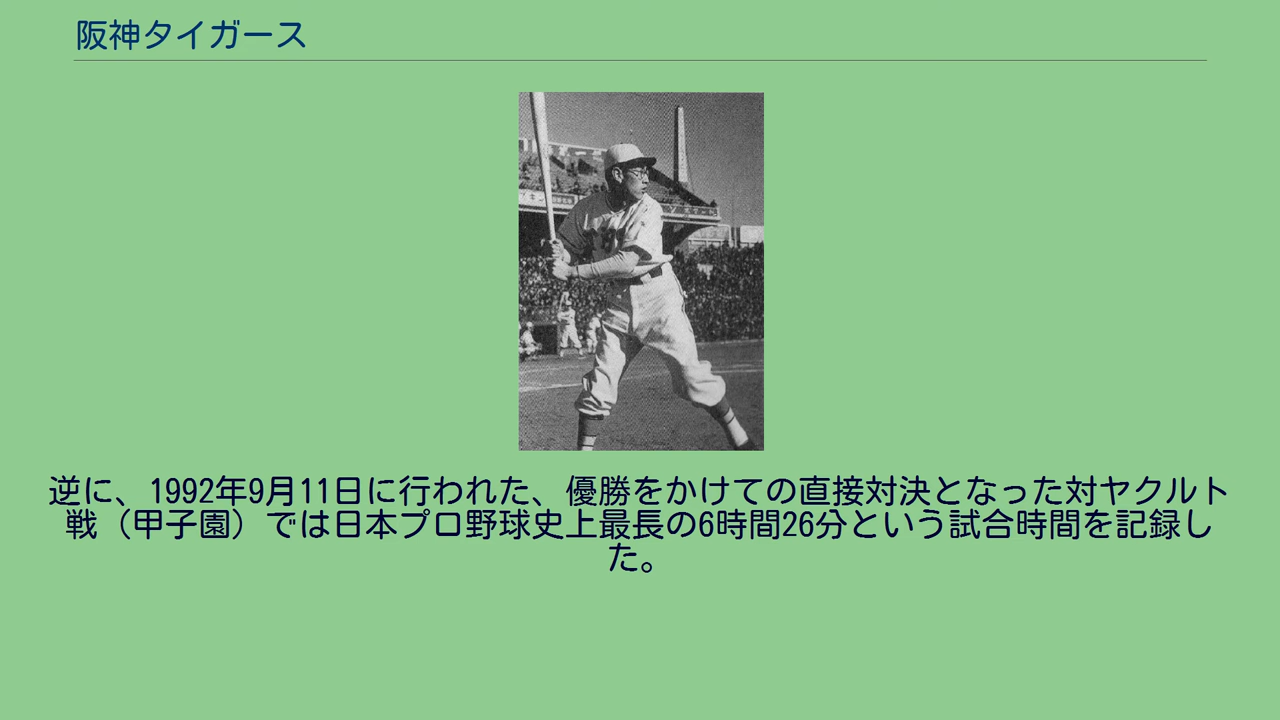 阪神タイガース
逆に、1992年9月11日に行われた、優勝をかけての直接対決となった対ヤクルト
戦（甲子園）では日本プロ野球史上最長の6時間26分という試合時間を記録し
た。